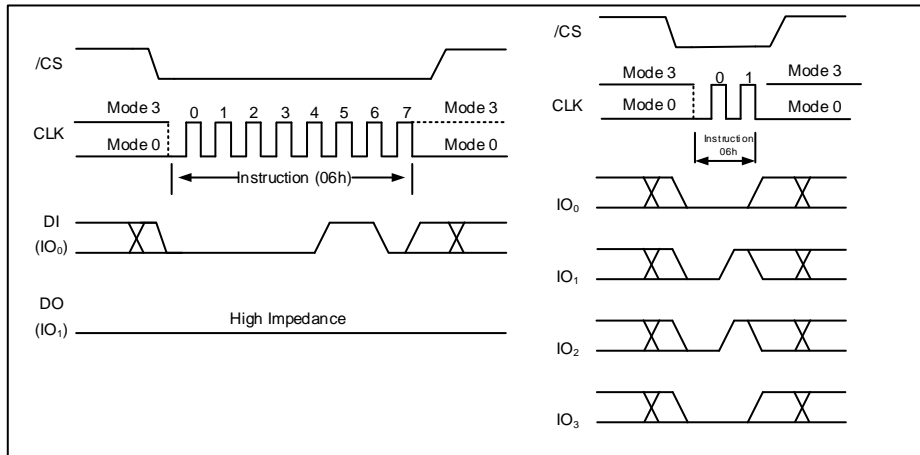 /CS
Mode 3 0 1 2 3 4 5 6 7 Mode 3
CLK
Mode 0 Mode 0
Instruction (06h)
DI
(IO0)
DO
(IO1)
High Impedance
/CS
Mode 3 0 1 Mode 3
CLK
Mode 0 Mode 0
Instruction
06h
IO0
IO1
IO2
IO3